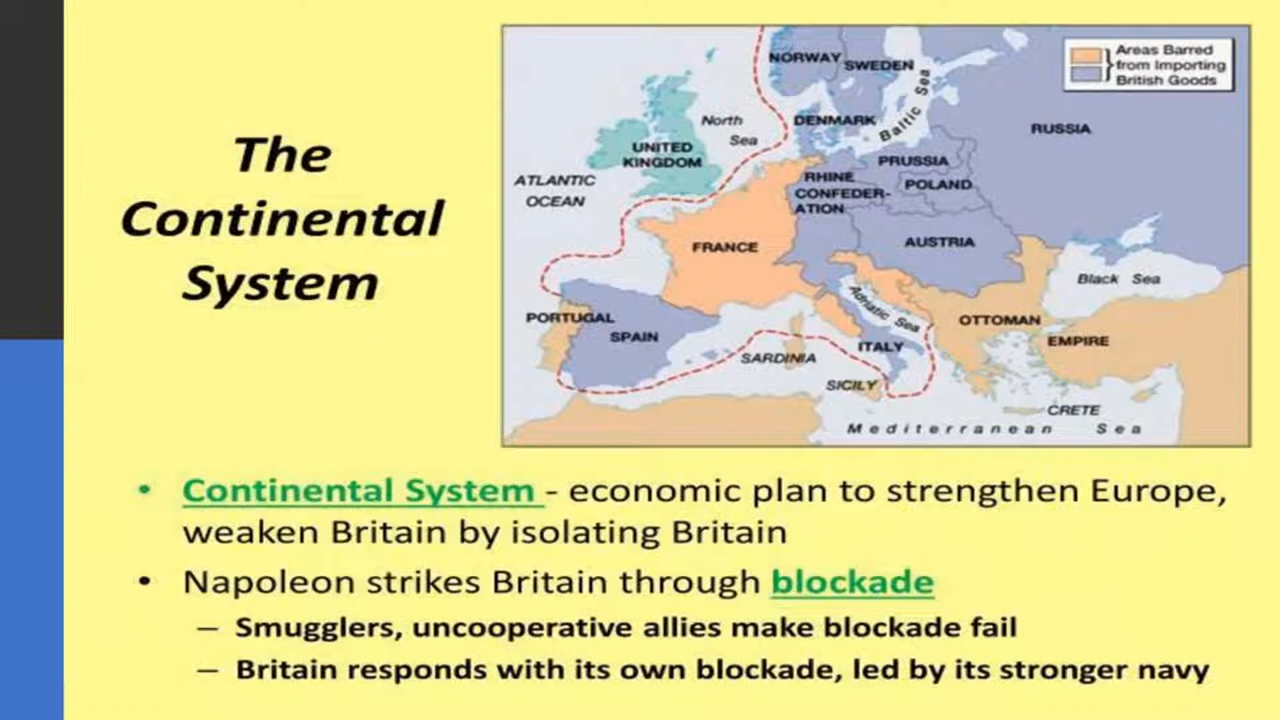 The
Continental
System
NORWAY
SWEDEN
Areas Barred
from Importing
British Goods
North
Sea
DENMARK
Baltic Sea
RUSSIA
UNITED
KINGDOM
PRUSSIA
ATLANTIC
OCEAN
RHINE
CONFEDER-
ATION
POLAND
FRANCE
AUSTRIA
Black Sea
Adriatic Sea
PORTUGAL
SPAIN
OTTOMAN
EMPIRE
ITALY
SARDINIA
SICILY
CRETE
Mediterranean Sea
• Continental System - economic plan to strengthen Europe,
weaken Britain by isolating Britain
• Napoleon strikes Britain through blockade
– Smugglers, uncooperative allies make blockade fail
– Britain responds with its own blockade, led by its stronger navy